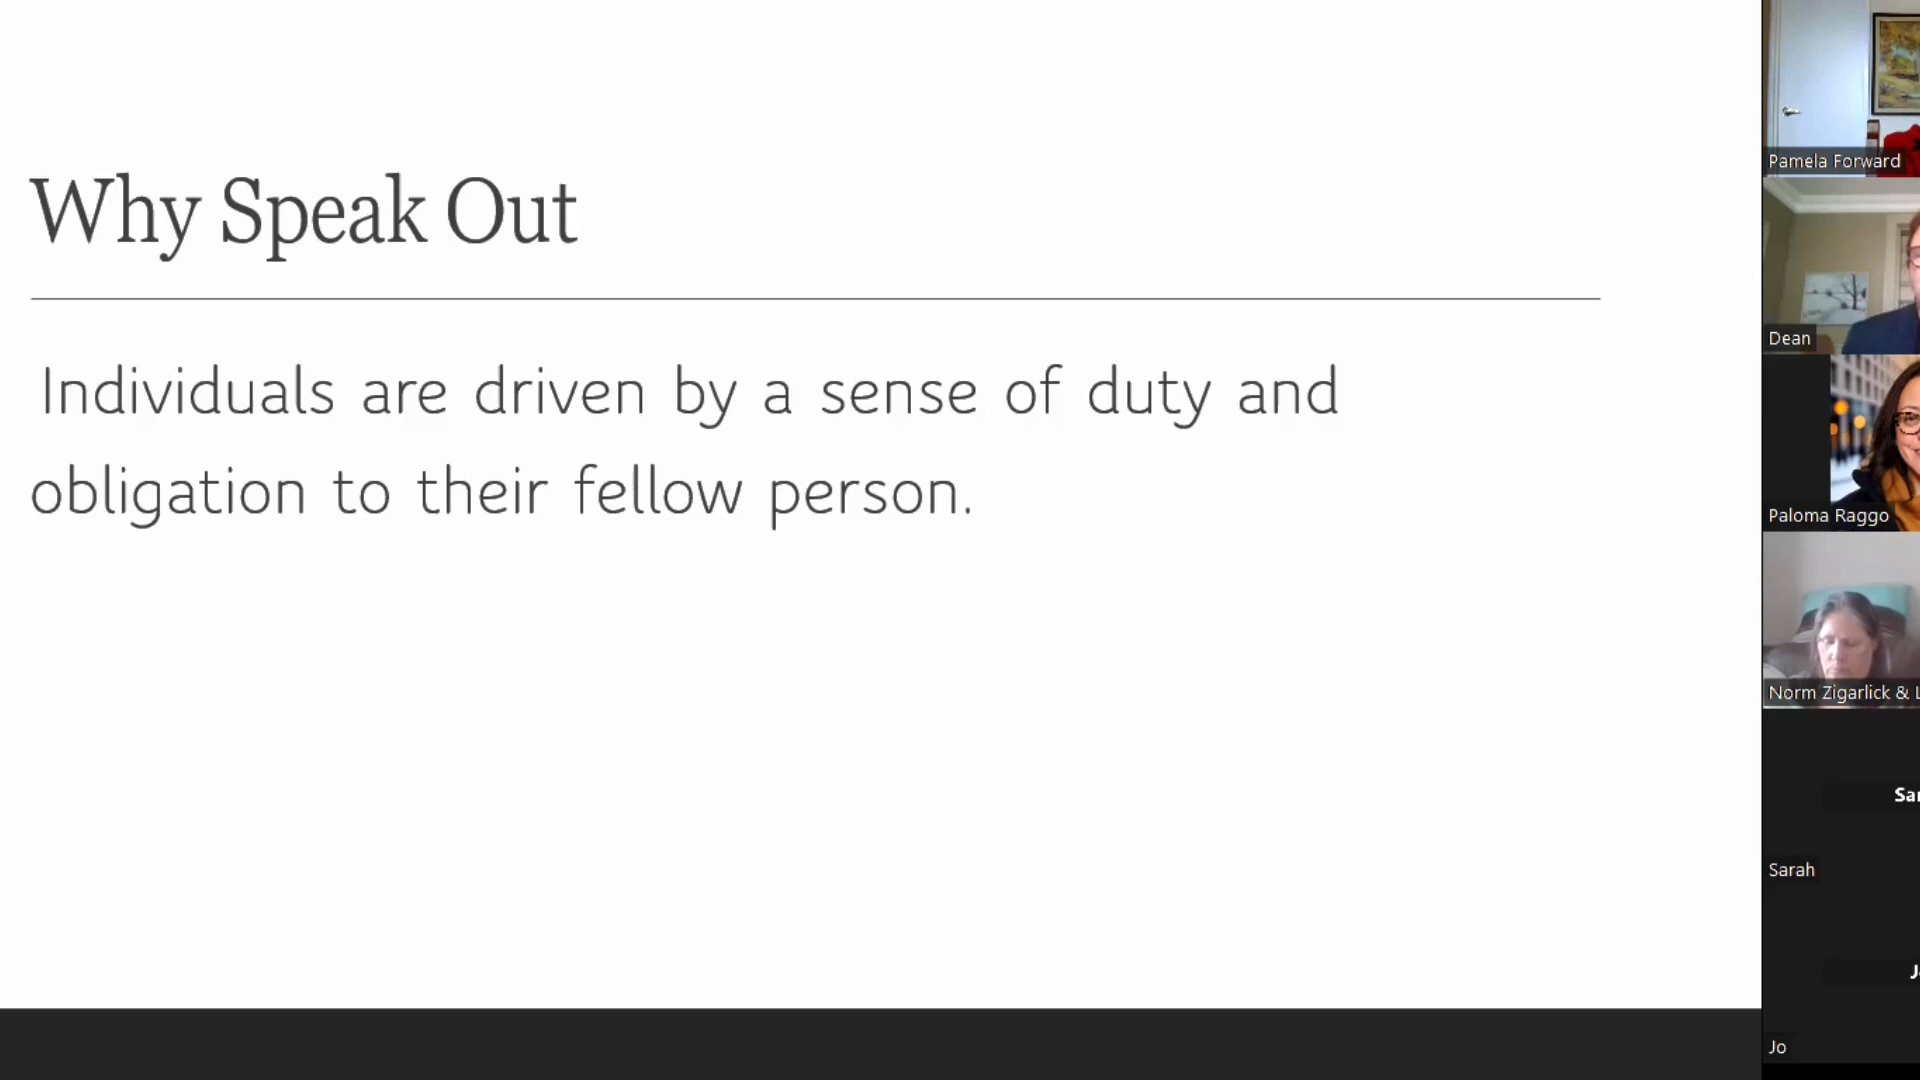 Why Speak Out
Individuals are driven by a sense of duty and
obligation to their fellow person.
Pamela Forward
Dean
Paloma Raggo
Norm Zigarlick &
Sarah
Jo